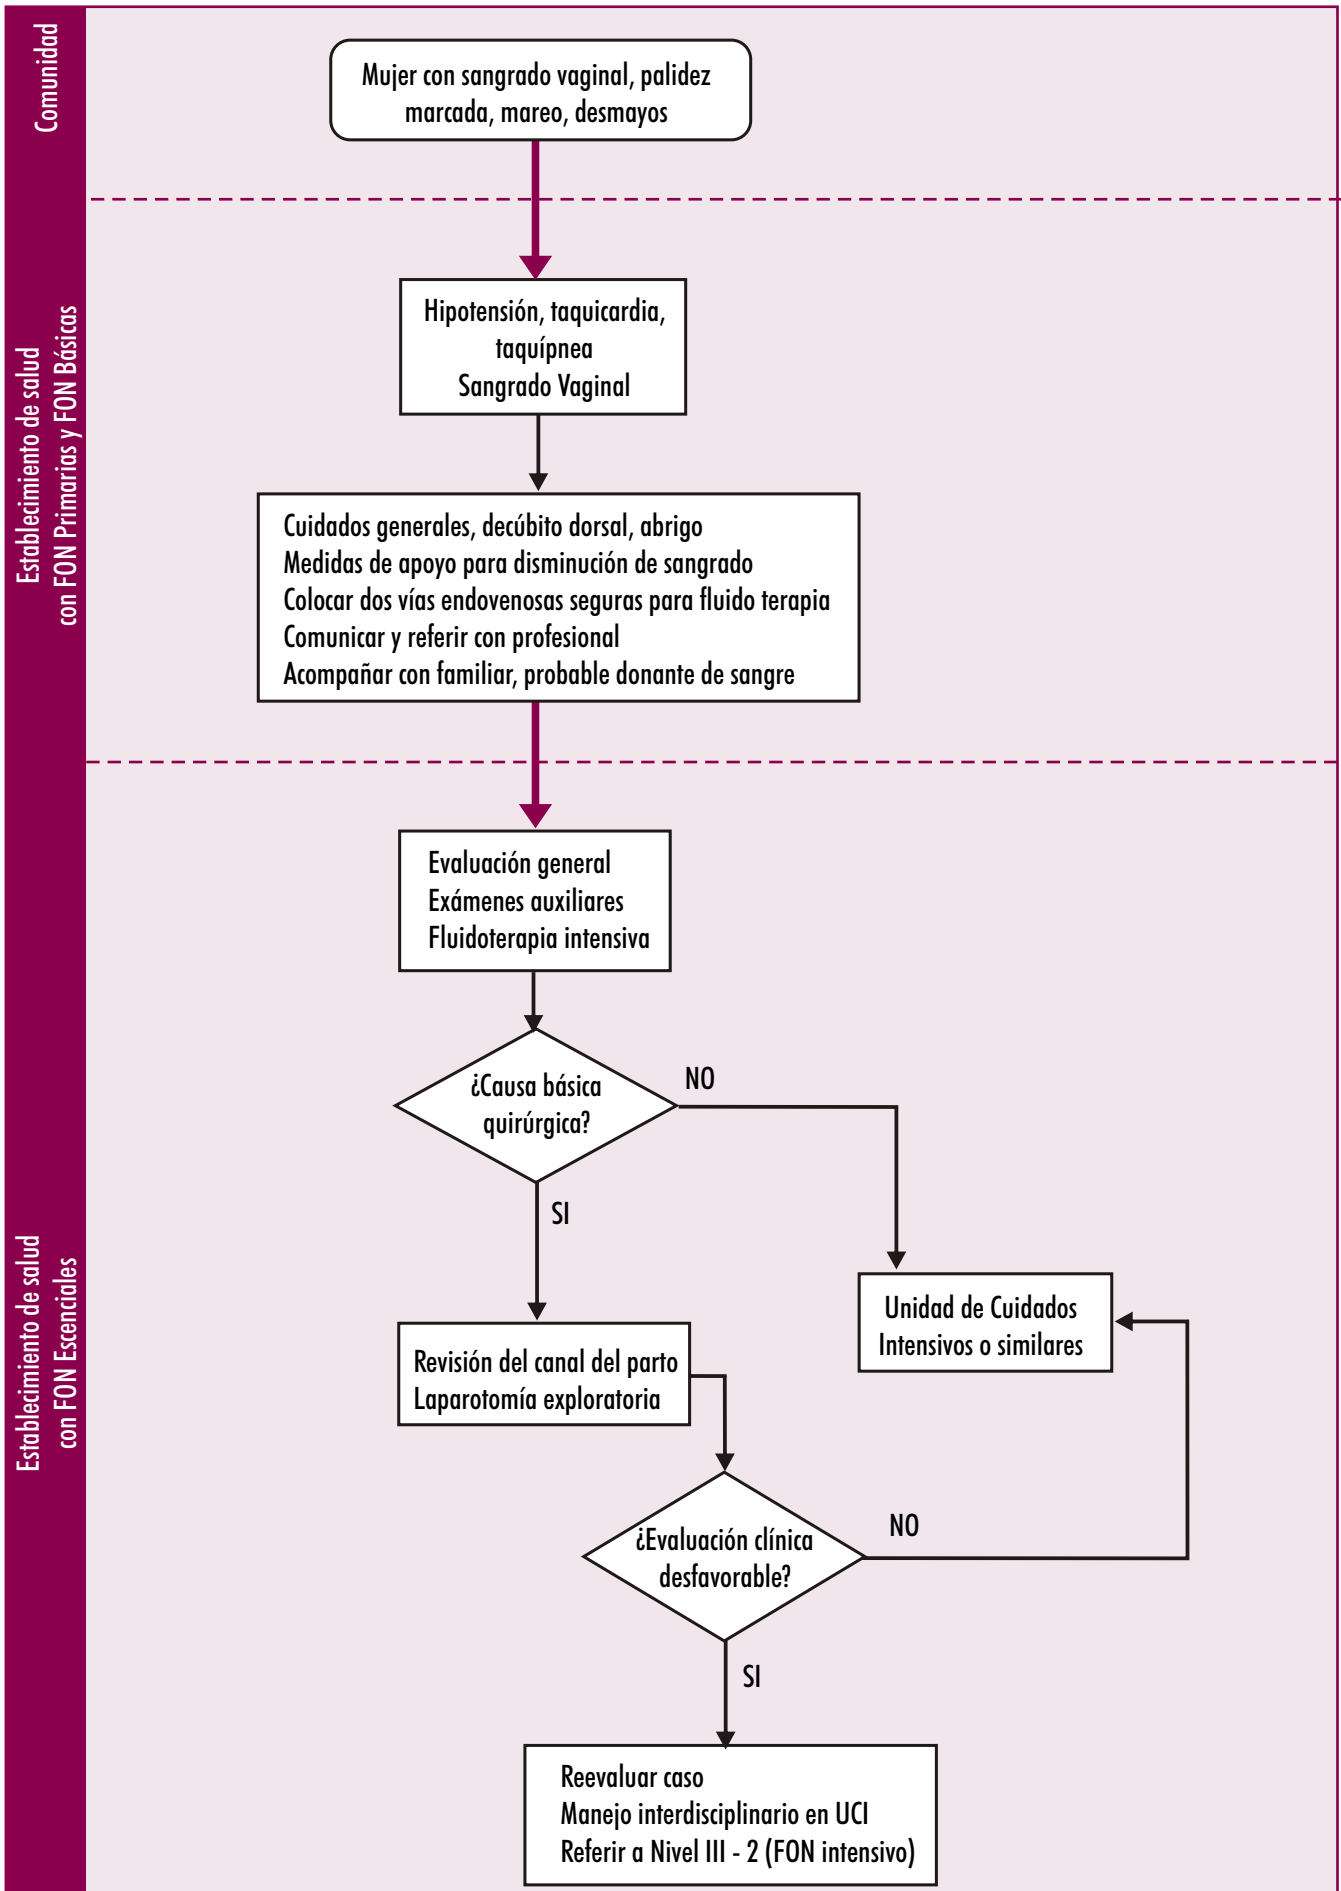 Comunidad
Mujer con sangrado vaginal, palidez
marcada, mareo, desmayos
Establecimiento de salud
con FON Primarias y FON Básicas
Hipotensión, taquicardia,
taquípnea
Sangrado Vaginal
Cuidados generales, decúbito dorsal, abrigo
Medidas de apoyo para disminución de sangrado
Colocar dos vías endovenosas seguras para fluido terapia
Comunicar y referir con profesional
Acompañar con familiar, probable donante de sangre
Establecimiento de salud
con FON Escenciales
Evaluación general
Exámenes auxiliares
Fluidoterapia intensiva
¿Causa básica
quirúrgica?
NO
SI
Unidad de Cuidados
Intensivos o similares
Revisión del canal del parto
Laparotomía exploratoria
¿Evaluación clínica
desfavorable?
NO
SI
Reevaluar caso
Manejo interdisciplinario en UCI
Referir a Nivel III - 2 (FON intensivo)